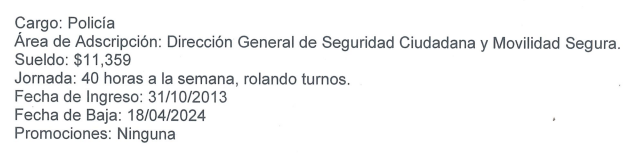 Cargo: Policía
Área de Adscripción: Dirección General de Seguridad Ciudadana y Movilidad Segura.
Sueldo: $11,359
Jornada: 40 horas a la semana, rolando turnos.
Fecha de Ingreso: 31/10/2013
Fecha de Baja: 18/04/2024
Promociones: Ninguna